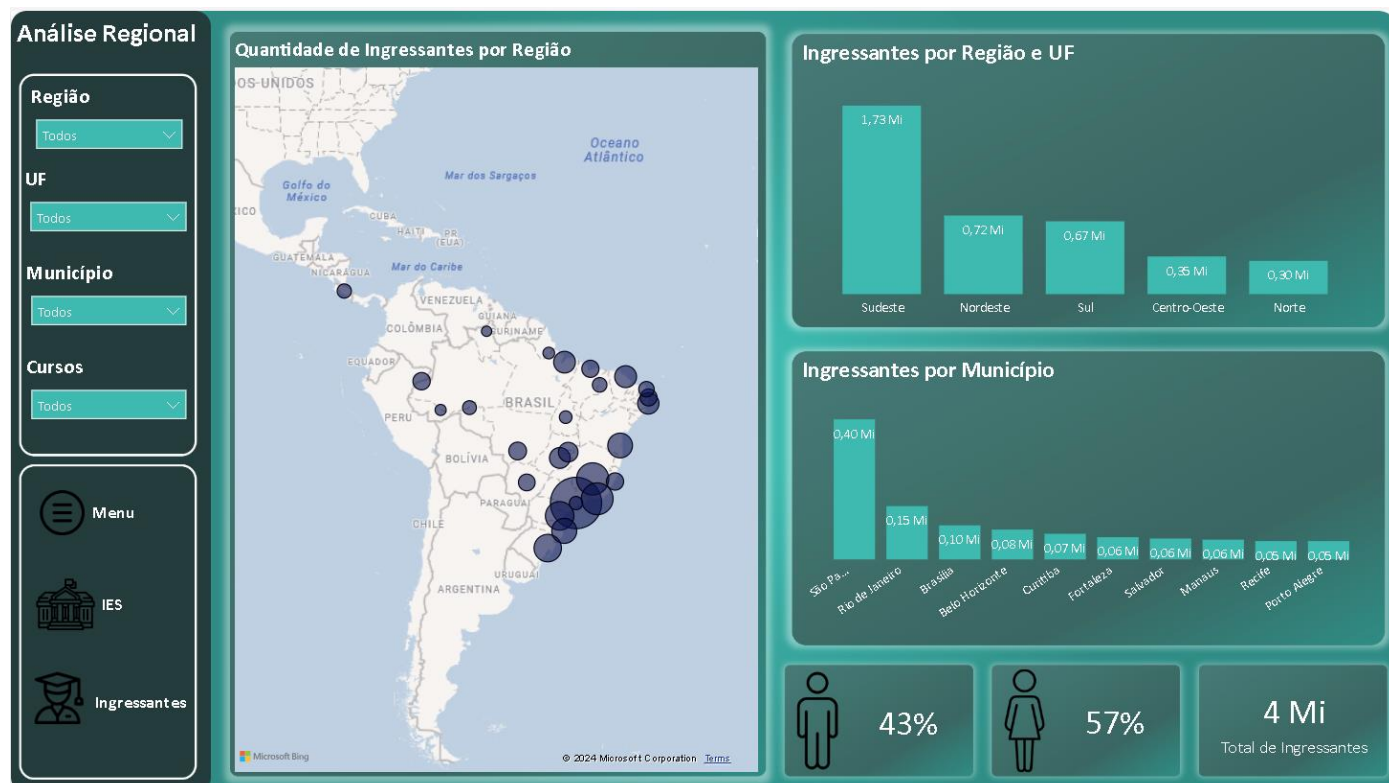 Análise Regional
Região
Todos
UF
Todos
Município
Todos
Cursos
Todos
Menu
IES
Ingressantes
Quantidade de Ingressantes por Região
OS UNIDOS
Oceano
Atlântico
Golfo do
México
Mar dos Sargaços
ICO
CUBA
HAITI
PR
(EUA)
GUATEMALA
NICARÁGUA
Mar do Caribe
VENEZUELA
GUIANA
COLÔMBIA
SURINAME
EQUADOR
BRASIL
PERU
BOLÍVIA
PARAGUAI
CHILE
URUGUAI
ARGENTINA
Microsoft Bing
© 2024 Microsoft Corporation Terms
Ingressantes por Região e UF
1,73 Mi
0,72 Mi
0,67 Mi
0,35 Mi
0,30 Mi
Sudeste
Nordeste
Sul
Centro-Oeste
Norte
Ingressantes por Município
0,40 Mi
0,15 Mi
0,10 Mi
0,08 Mi
0,07 Mi
0,06 Mi
0,06 Mi
0,06 Mi
0,05 Mi
0,05 Mi
São Pa...
Rio de Janeiro
Brasília
Belo Horizonte
Curitiba
Fortaleza
Salvador
Manaus
Recife
Porto Alegre
43%
57%
4 Mi
Total de Ingressantes